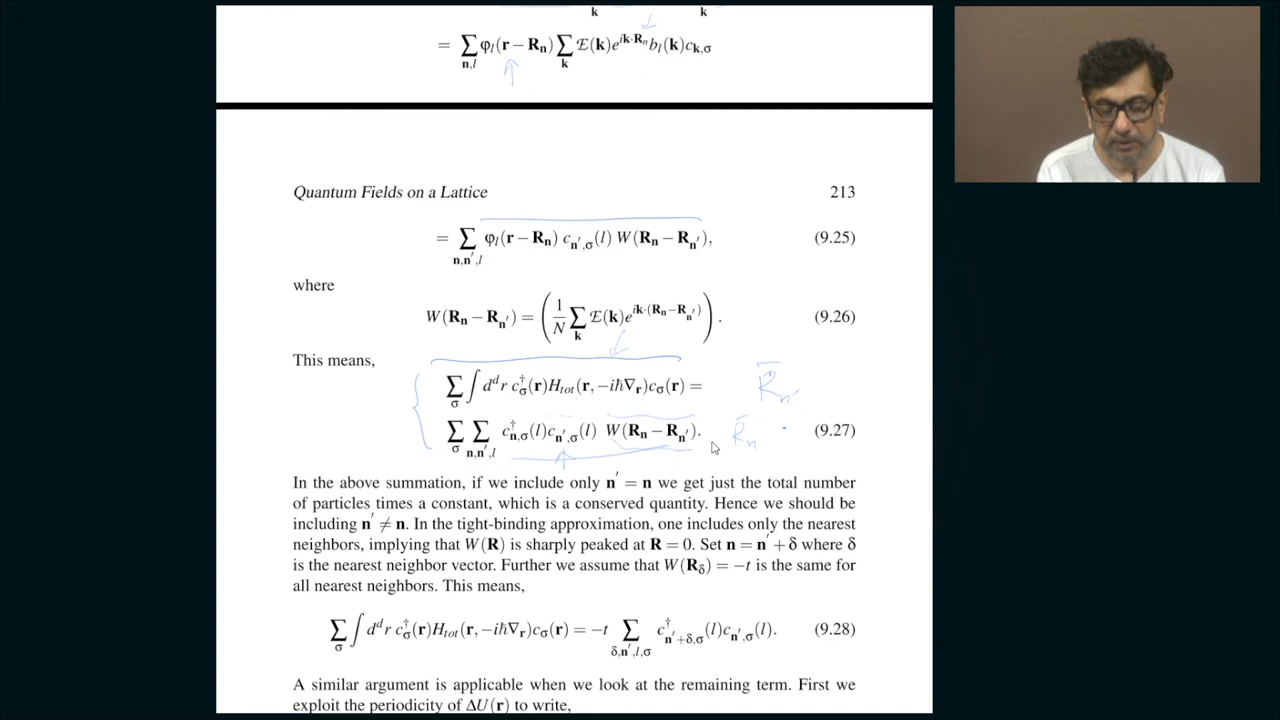 k k
= ∑ φ_l(r − R_n) ∑ ℰ(k)e^{ik·R_n} b_l(k)c_{k,σ}
n,l k
Quantum Fields on a Lattice 213
= ∑ φ_l(r − R_n) c_{n′,σ}(l) W(R_n − R_{n′}), (9.25)
n,n′,l
where
W(R_n − R_{n′}) = ( 1/N ∑_k ℰ(k)e^{ik·(R_n−R_{n′})} ). (9.26)
This means,
∑_σ ∫ d^d r c†_σ(r)H_{tot}(r, −iℏ∇_r)c_σ(r) = R̄_{n′}
∑_σ ∑_{n,n′,l} c†_{n,σ}(l)c_{n′,σ}(l) W(R_n − R_{n′}). R̄_n (9.27)
In the above summation, if we include only n′ = n we get just the total number
of particles times a constant, which is a conserved quantity. Hence we should be
including n′ ≠ n. In the tight-binding approximation, one includes only the nearest
neighbors, implying that W(R) is sharply peaked at R = 0. Set n = n′ + δ where δ
is the nearest neighbor vector. Further we assume that W(R_δ) = −t is the same for
all nearest neighbors. This means,
∑_σ ∫ d^d r c†_σ(r)H_{tot}(r, −iℏ∇_r)c_σ(r) = −t ∑_{δ,n′,l,σ} c†_{n′+δ,σ}(l)c_{n′,σ}(l). (9.28)
A similar argument is applicable when we look at the remaining term. First we
exploit the periodicity of ΔU(r) to write,